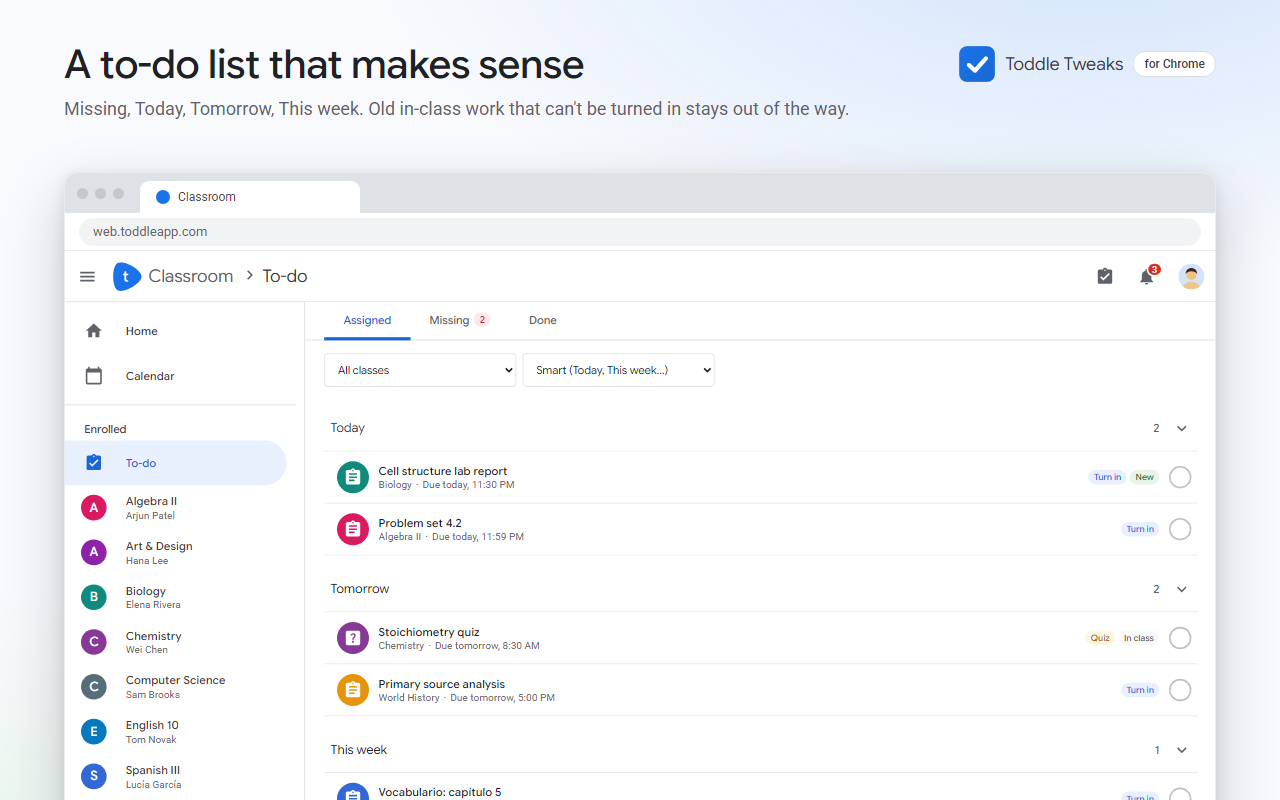 A to-do list that makes sense
Toddle Tweaks
for Chrome
Missing, Today, Tomorrow, This week. Old in-class work that can't be turned in stays out of the way.
Classroom
web.toddleapp.com
t
Classroom
To-do
3
Home
Calendar
Enrolled
To-do
A
Algebra II
Arjun Patel
A
Art & Design
Hana Lee
B
Biology
Elena Rivera
C
Chemistry
Wei Chen
C
Computer Science
Sam Brooks
E
English 10
Tom Novak
S
Spanish III
Lucía García
Assigned
Missing 2
Done
All classes
Smart (Today, This week...)
Today
2
Cell structure lab report
Biology · Due today, 11:30 PM
Turn in
New
Problem set 4.2
Algebra II · Due today, 11:59 PM
Turn in
Tomorrow
2
Stoichiometry quiz
Chemistry · Due tomorrow, 8:30 AM
Quiz
In class
Primary source analysis
World History · Due tomorrow, 5:00 PM
Turn in
This week
1
Vocabulario: capítulo 5
Turn in